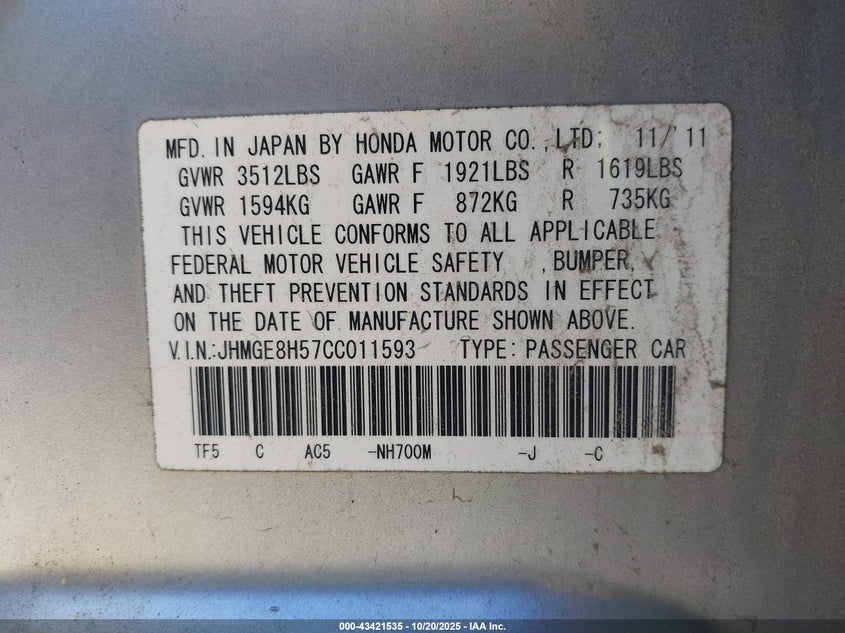 MFD. IN JAPAN BY HONDA MOTOR CO., LTD; 11/'11
GVWR 3512LBS GAWR F 1921LBS R 1619LBS
GVWR 1594KG GAWR F 872KG R 735KG
THIS VEHICLE CONFORMS TO ALL APPLICABLE
FEDERAL MOTOR VEHICLE SAFETY , BUMPER,
AND THEFT PREVENTION STANDARDS IN EFFECT
ON THE DATE OF MANUFACTURE SHOWN ABOVE.
V.I.N.:JHMGE8H57CC011593 TYPE: PASSENGER CAR
TF5 C AC5 -NH700M -J -C
000-43421535 - 10/20/2025 - IAA Inc.